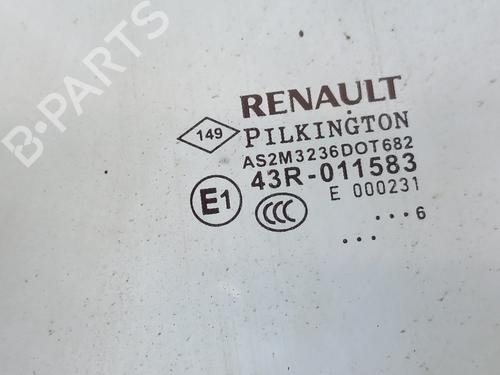 B-PARTS
RENAULT
149
PILKINGTON
AS2M3236DOT682
43R-011583
E1
E 000231
CCC
...6
....